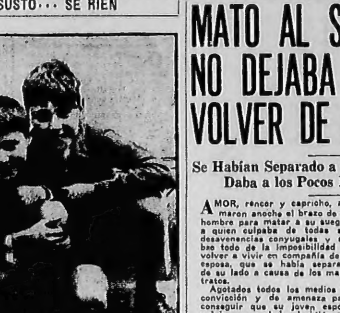 SUSTO... SE RIEN
MATO AL S
NO DEJABA
VOLVER DE
Se Habían Separado a
Daba a los Pocos
AMOR, rencor y capricho, a
maron anoche el brazo de
hombre para matar a su sueg
a quien culpaba de todas
desavenencias conyugales y
bre todo de la imposibilidad
volver a vivir en compañía de
esposa, que se había separa
de su lado a causa de los ma
tratos.
Agotados todos los medios
convicción y de amenaza pa
conseguir que su joven espo